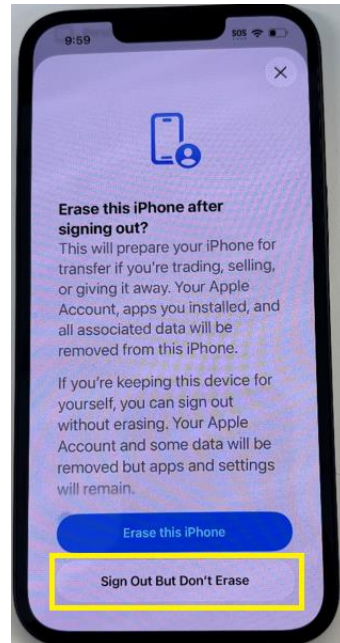 9:59 SOS
Erase this iPhone after
signing out?
This will prepare your iPhone for
transfer if you're trading, selling,
or giving it away. Your Apple
Account, apps you installed, and
all associated data will be
removed from this iPhone.
If you're keeping this device for
yourself, you can sign out
without erasing. Your Apple
Account and some data will be
removed but apps and settings
will remain.
Erase this iPhone
Sign Out But Don't Erase